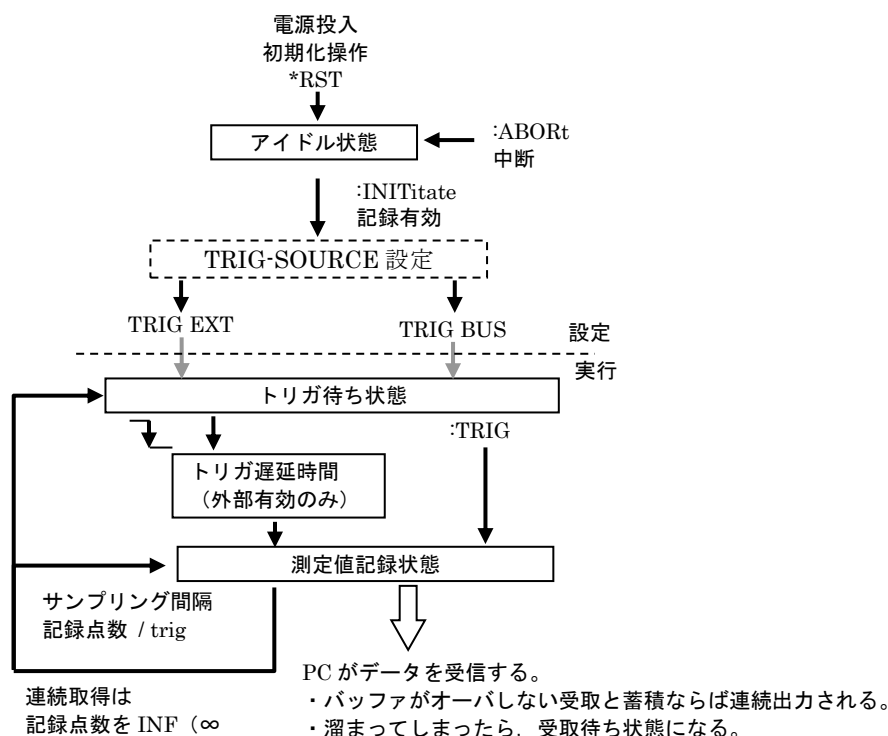 電源投入
初期化操作
*RST
アイドル状態
:ABORt
中断
:INITitate
記録有効
TRIG-SOURCE 設定
TRIG EXT
TRIG BUS
設定
実行
トリガ待ち状態
:TRIG
トリガ遅延時間
（外部有効のみ）
測定値記録状態
サンプリング間隔
記録点数 / trig
連続取得は
記録点数を INF（∞
PC がデータを受信する。
・バッファがオーバしない受取と蓄積ならば連続出力される。
・溜まってしまったら，受取待ち状態になる。